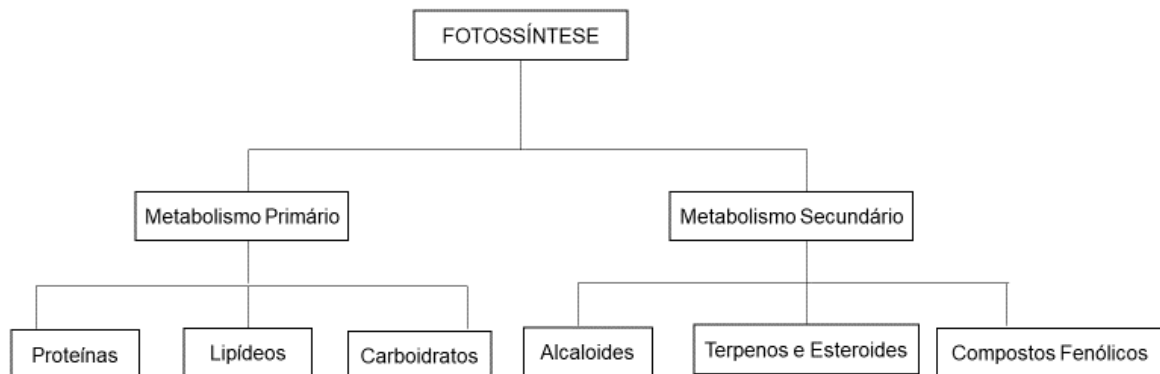 FOTOSSÍNTESE
Metabolismo Primário
Metabolismo Secundário
Proteínas
Lipídeos
Carboidratos
Alcaloides
Terpenos e Esteroides
Compostos Fenólicos